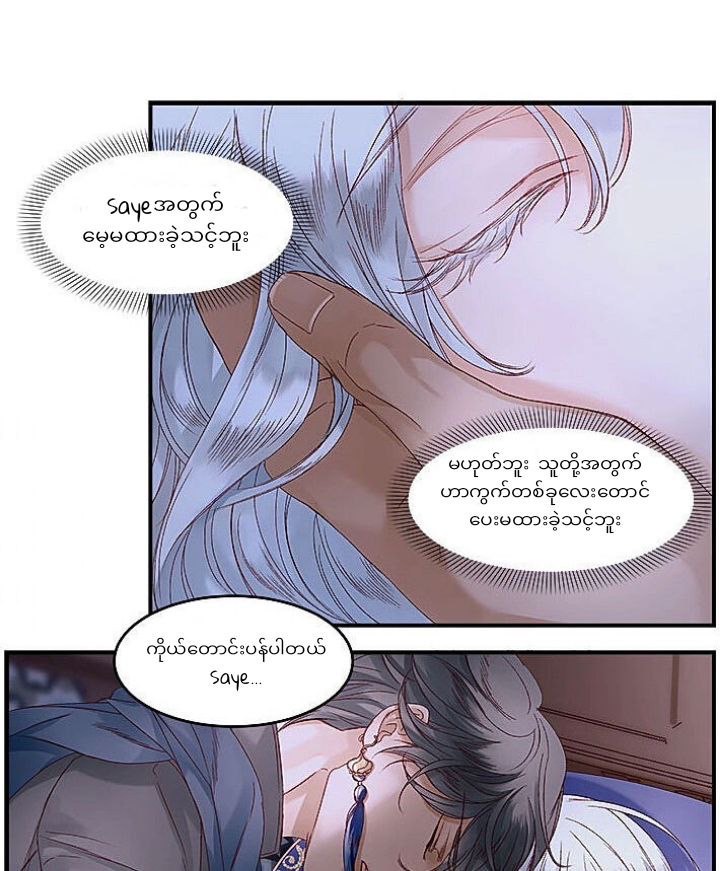 Sayeအတွက်
မေ့မထားခဲ့သင့်ဘူး
မဟုတ်ဘူး သူတို့အတွက်
ဟာကွက်တစ်ခုလေးတောင်
ပေးမထားခဲ့သင့်ဘူး
ကိုယ်တောင်းပန်ပါတယ်
Saye...